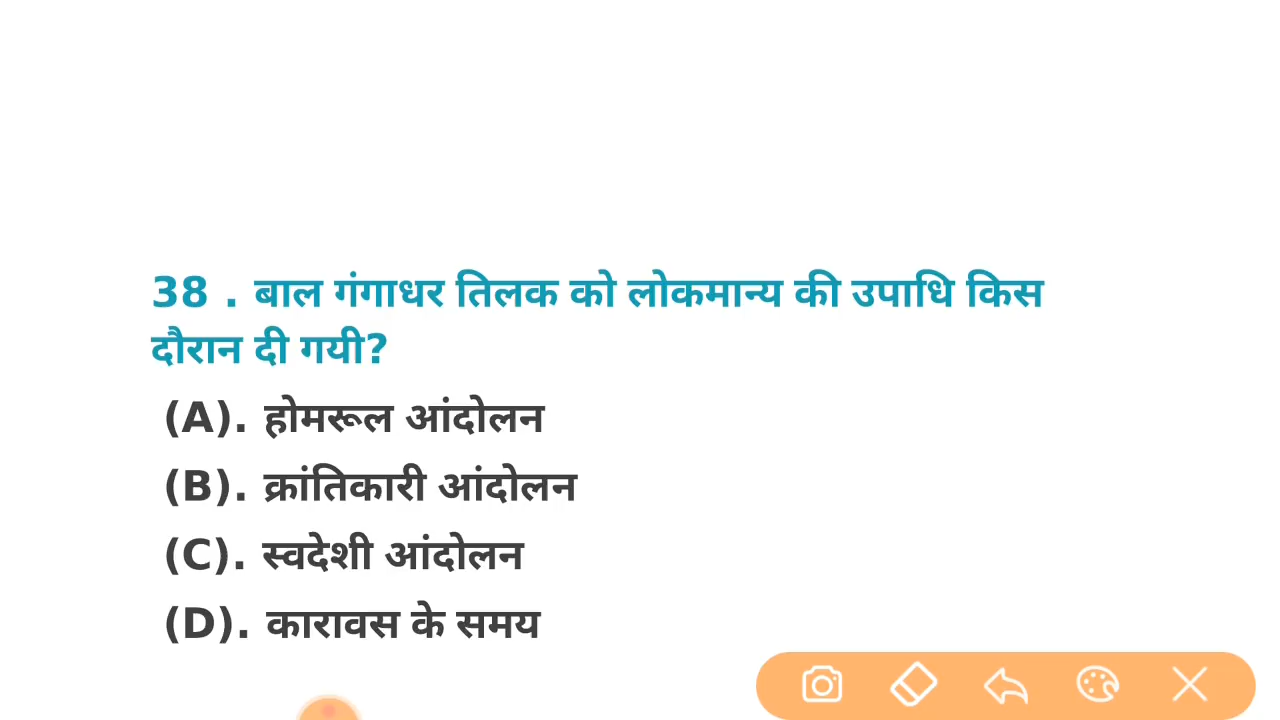 38 . बाल गंगाधर तिलक को लोकमान्य की उपाधि किस
दौरान दी गयी?
(A). होमरूल आंदोलन
(B). क्रांतिकारी आंदोलन
(C). स्वदेशी आंदोलन
(D). कारावस के समय